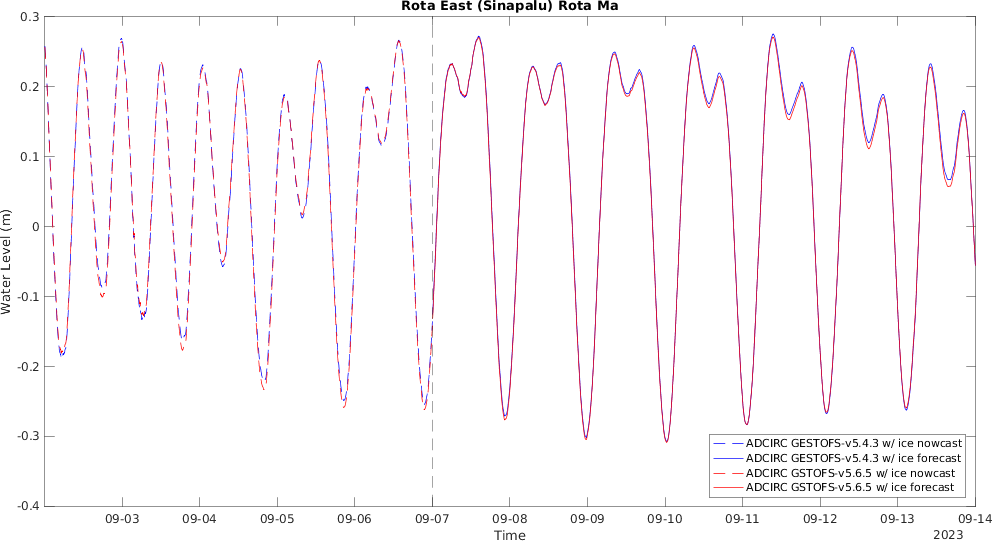 Rota East (Sinapalu) Rota Ma
0.3
0.2
0.1
0
-0.1
-0.2
-0.3
-0.4
Water Level (m)
ADCIRC GESTOFS-v5.4.3 w/ ice nowcast
ADCIRC GESTOFS-v5.4.3 w/ ice forecast
ADCIRC GSTOFS-v5.6.5 w/ ice nowcast
ADCIRC GSTOFS-v5.6.5 w/ ice forecast
09-03 09-04 09-05 09-06 09-07 09-08 09-09 09-10 09-11 09-12 09-13 09-14
Time
2023